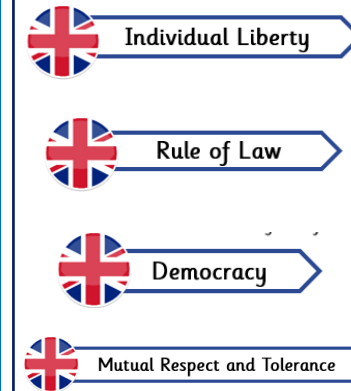 Individual Liberty
Rule of Law
Democracy
Mutual Respect and Tolerance